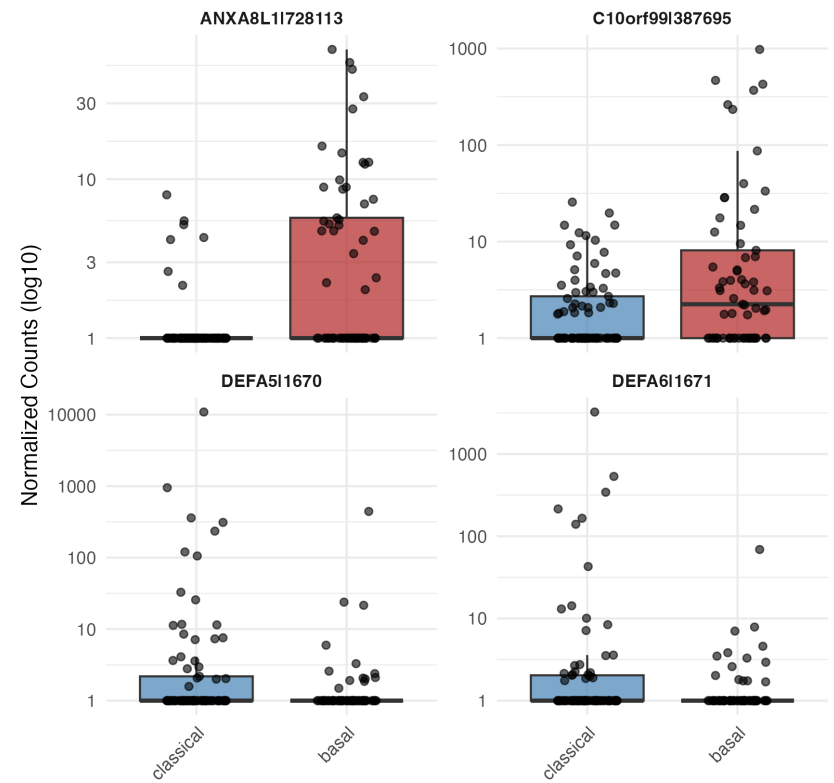 ANXA8L1|728113
C10orf99|387695
30
10
3
1
1000
100
10
1
Normalized Counts (log10)
DEFA5|1670
DEFA6|1671
10000
1000
100
10
1
1000
100
10
1
classical
basal
classical
basal